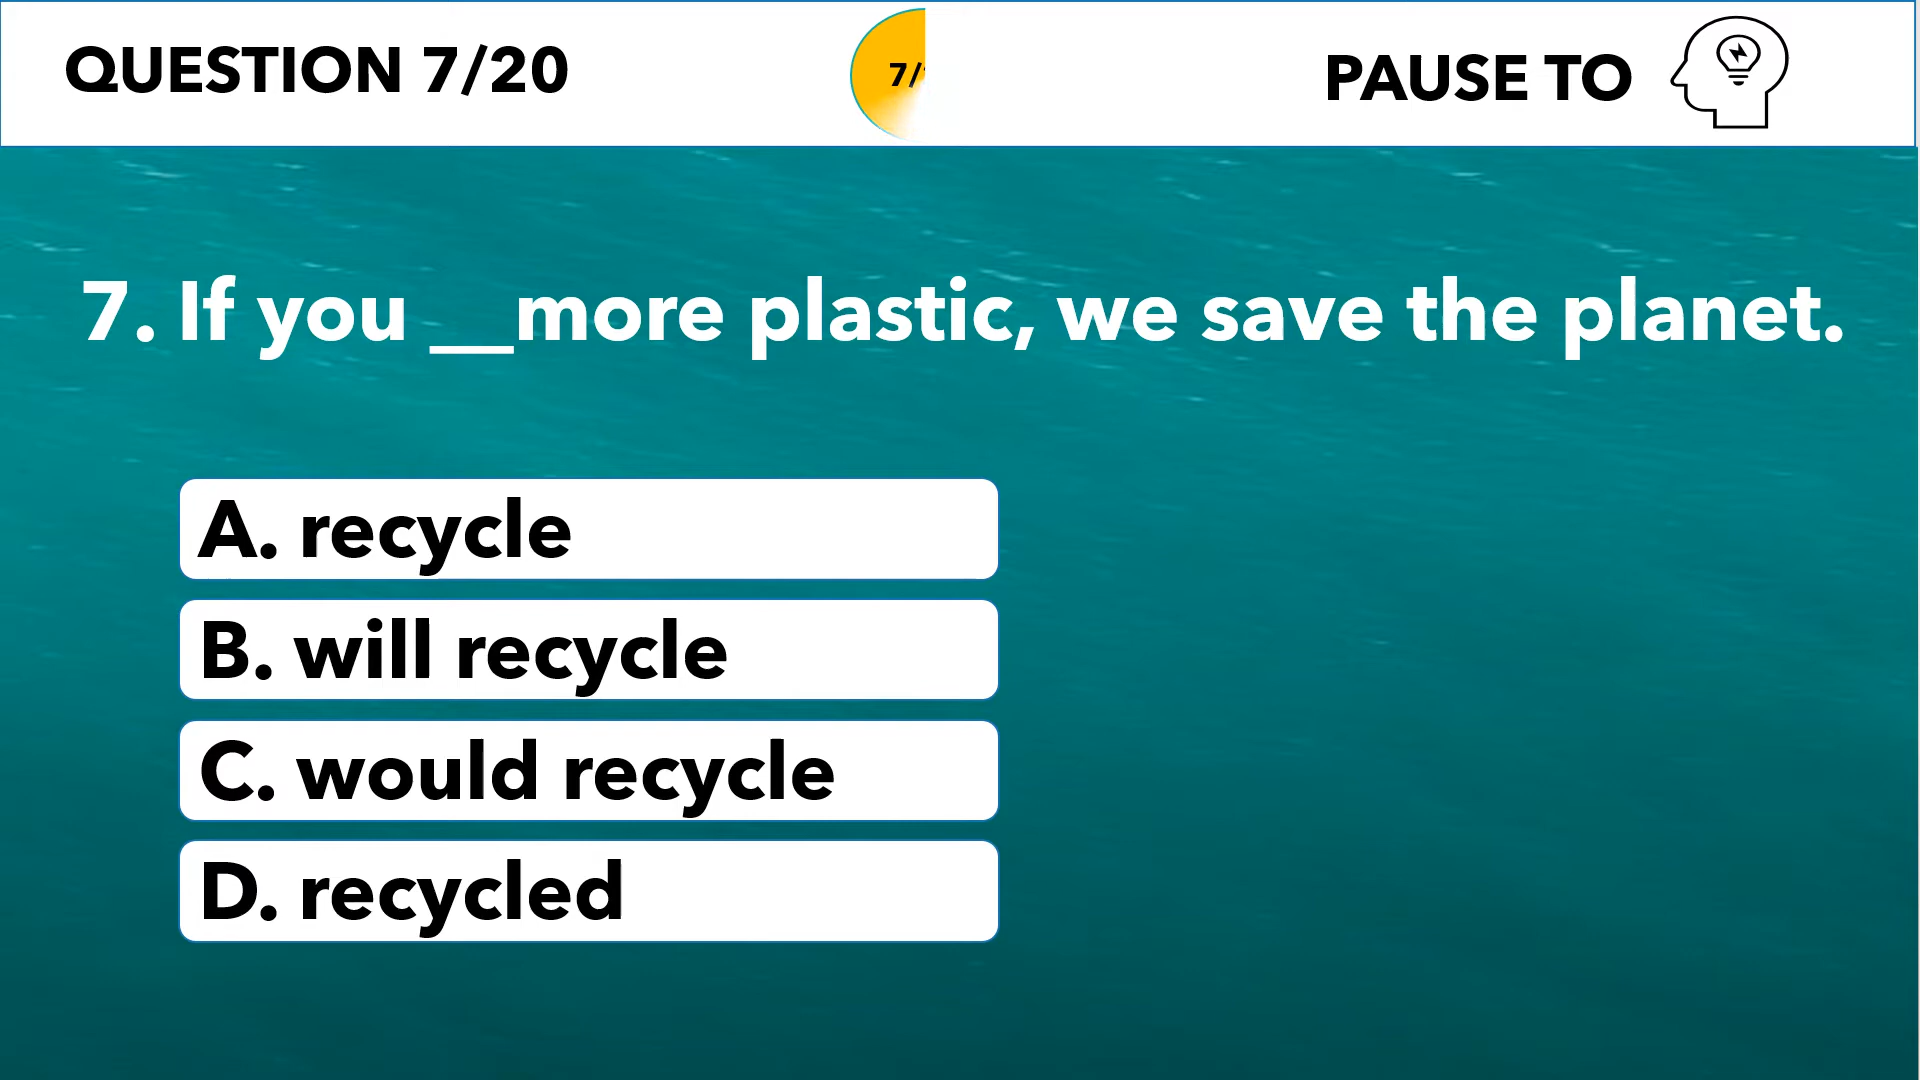 QUESTION 7/20
7/
PAUSE TO
7. If you __more plastic, we save the planet.
A. recycle
B. will recycle
C. would recycle
D. recycled